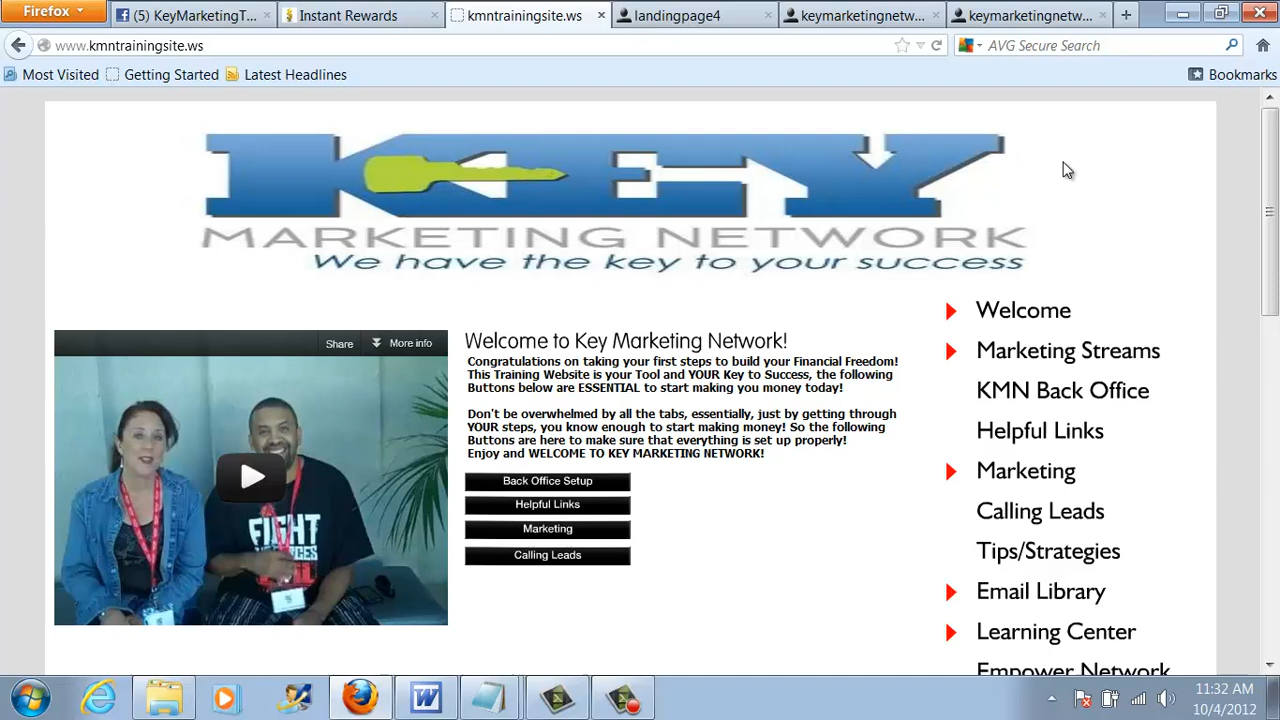 Firefox
(5) KeyMarketingT...
Instant Rewards
kmntrainingsite.ws
landingpage4
keymarketingnetw...
keymarketingnetw...
www.kmntrainingsite.ws
AVG Secure Search
Most Visited
Getting Started
Latest Headlines
Bookmarks
KEY
MARKETING NETWORK
We have the key to your success
Share
More info
FIGHT
Welcome to Key Marketing Network!
Congratulations on taking your first steps to build your Financial Freedom!
This Training Website is your Tool and YOUR Key to Success, the following
Buttons below are ESSENTIAL to start making you money today!
Don't be overwhelmed by all the tabs, essentially, just by getting through
YOUR steps, you know enough to start making money! So the following
Buttons are here to make sure that everything is set up properly!
Enjoy and WELCOME TO KEY MARKETING NETWORK!
Back Office Setup
Helpful Links
Marketing
Calling Leads
Welcome
Marketing Streams
KMN Back Office
Helpful Links
Marketing
Calling Leads
Tips/Strategies
Email Library
Learning Center
Empower Network
11:32 AM
10/4/2012